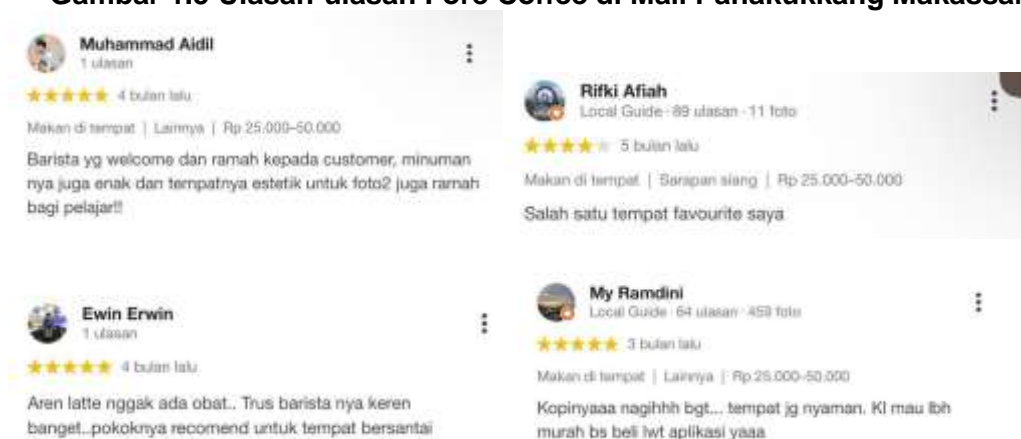 Gambar 1.5 Ulasan-ulasan Fore Coffee di Mall Panakukkang Makassar
Muhammad Aidil
1 ulasan
4 bulan lalu
Makan di tempat | Lainnya | Rp 25.000–50.000
Barista yg welcome dan ramah kepada customer, minuman
nya juga enak dan tempatnya estetik untuk foto2 juga ramah
bagi pelajar!!
Rifki Afiah
Local Guide · 89 ulasan · 11 foto
5 bulan lalu
Makan di tempat | Sarapan siang | Rp 25.000–50.000
Salah satu tempat favourite saya
Ewin Erwin
1 ulasan
4 bulan lalu
Aren latte nggak ada obat.. Trus barista nya keren
banget..pokoknya recomend untuk tempat bersantai
My Ramdini
Local Guide · 64 ulasan · 459 foto
3 bulan lalu
Makan di tempat | Lainnya | Rp 25.000–50.000
Kopinyaaa nagihhh bgt... tempat jg nyaman. Kl mau lbh
murah bs beli lwt aplikasi yaaa